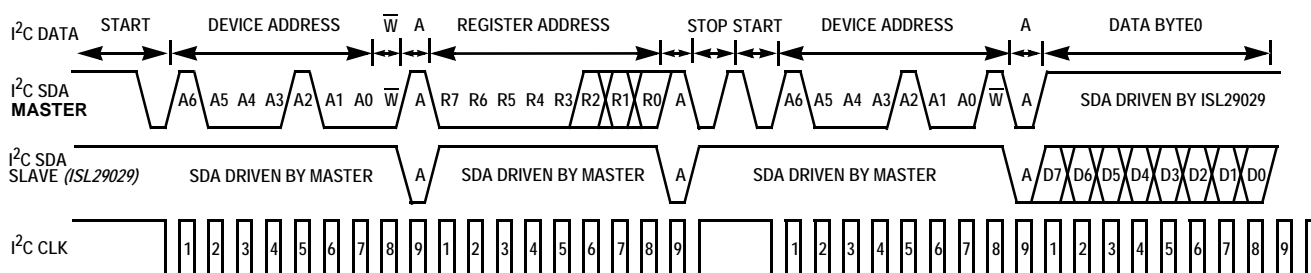 I²C DATA START DEVICE ADDRESS W̅ A REGISTER ADDRESS STOP START DEVICE ADDRESS A DATA BYTE0
I²C SDA MASTER A6 A5 A4 A3 A2 A1 A0 W̅ A R7 R6 R5 R4 R3 R2 R1 R0 A A6 A5 A4 A3 A2 A1 A0 W̅ A SDA DRIVEN BY ISL29029
I²C SDA SLAVE (ISL29029) SDA DRIVEN BY MASTER A SDA DRIVEN BY MASTER A SDA DRIVEN BY MASTER A D7 D6 D5 D4 D3 D2 D1 D0
I²C CLK 1 2 3 4 5 6 7 8 9 1 2 3 4 5 6 7 8 9 1 2 3 4 5 6 7 8 9 1 2 3 4 5 6 7 8 9